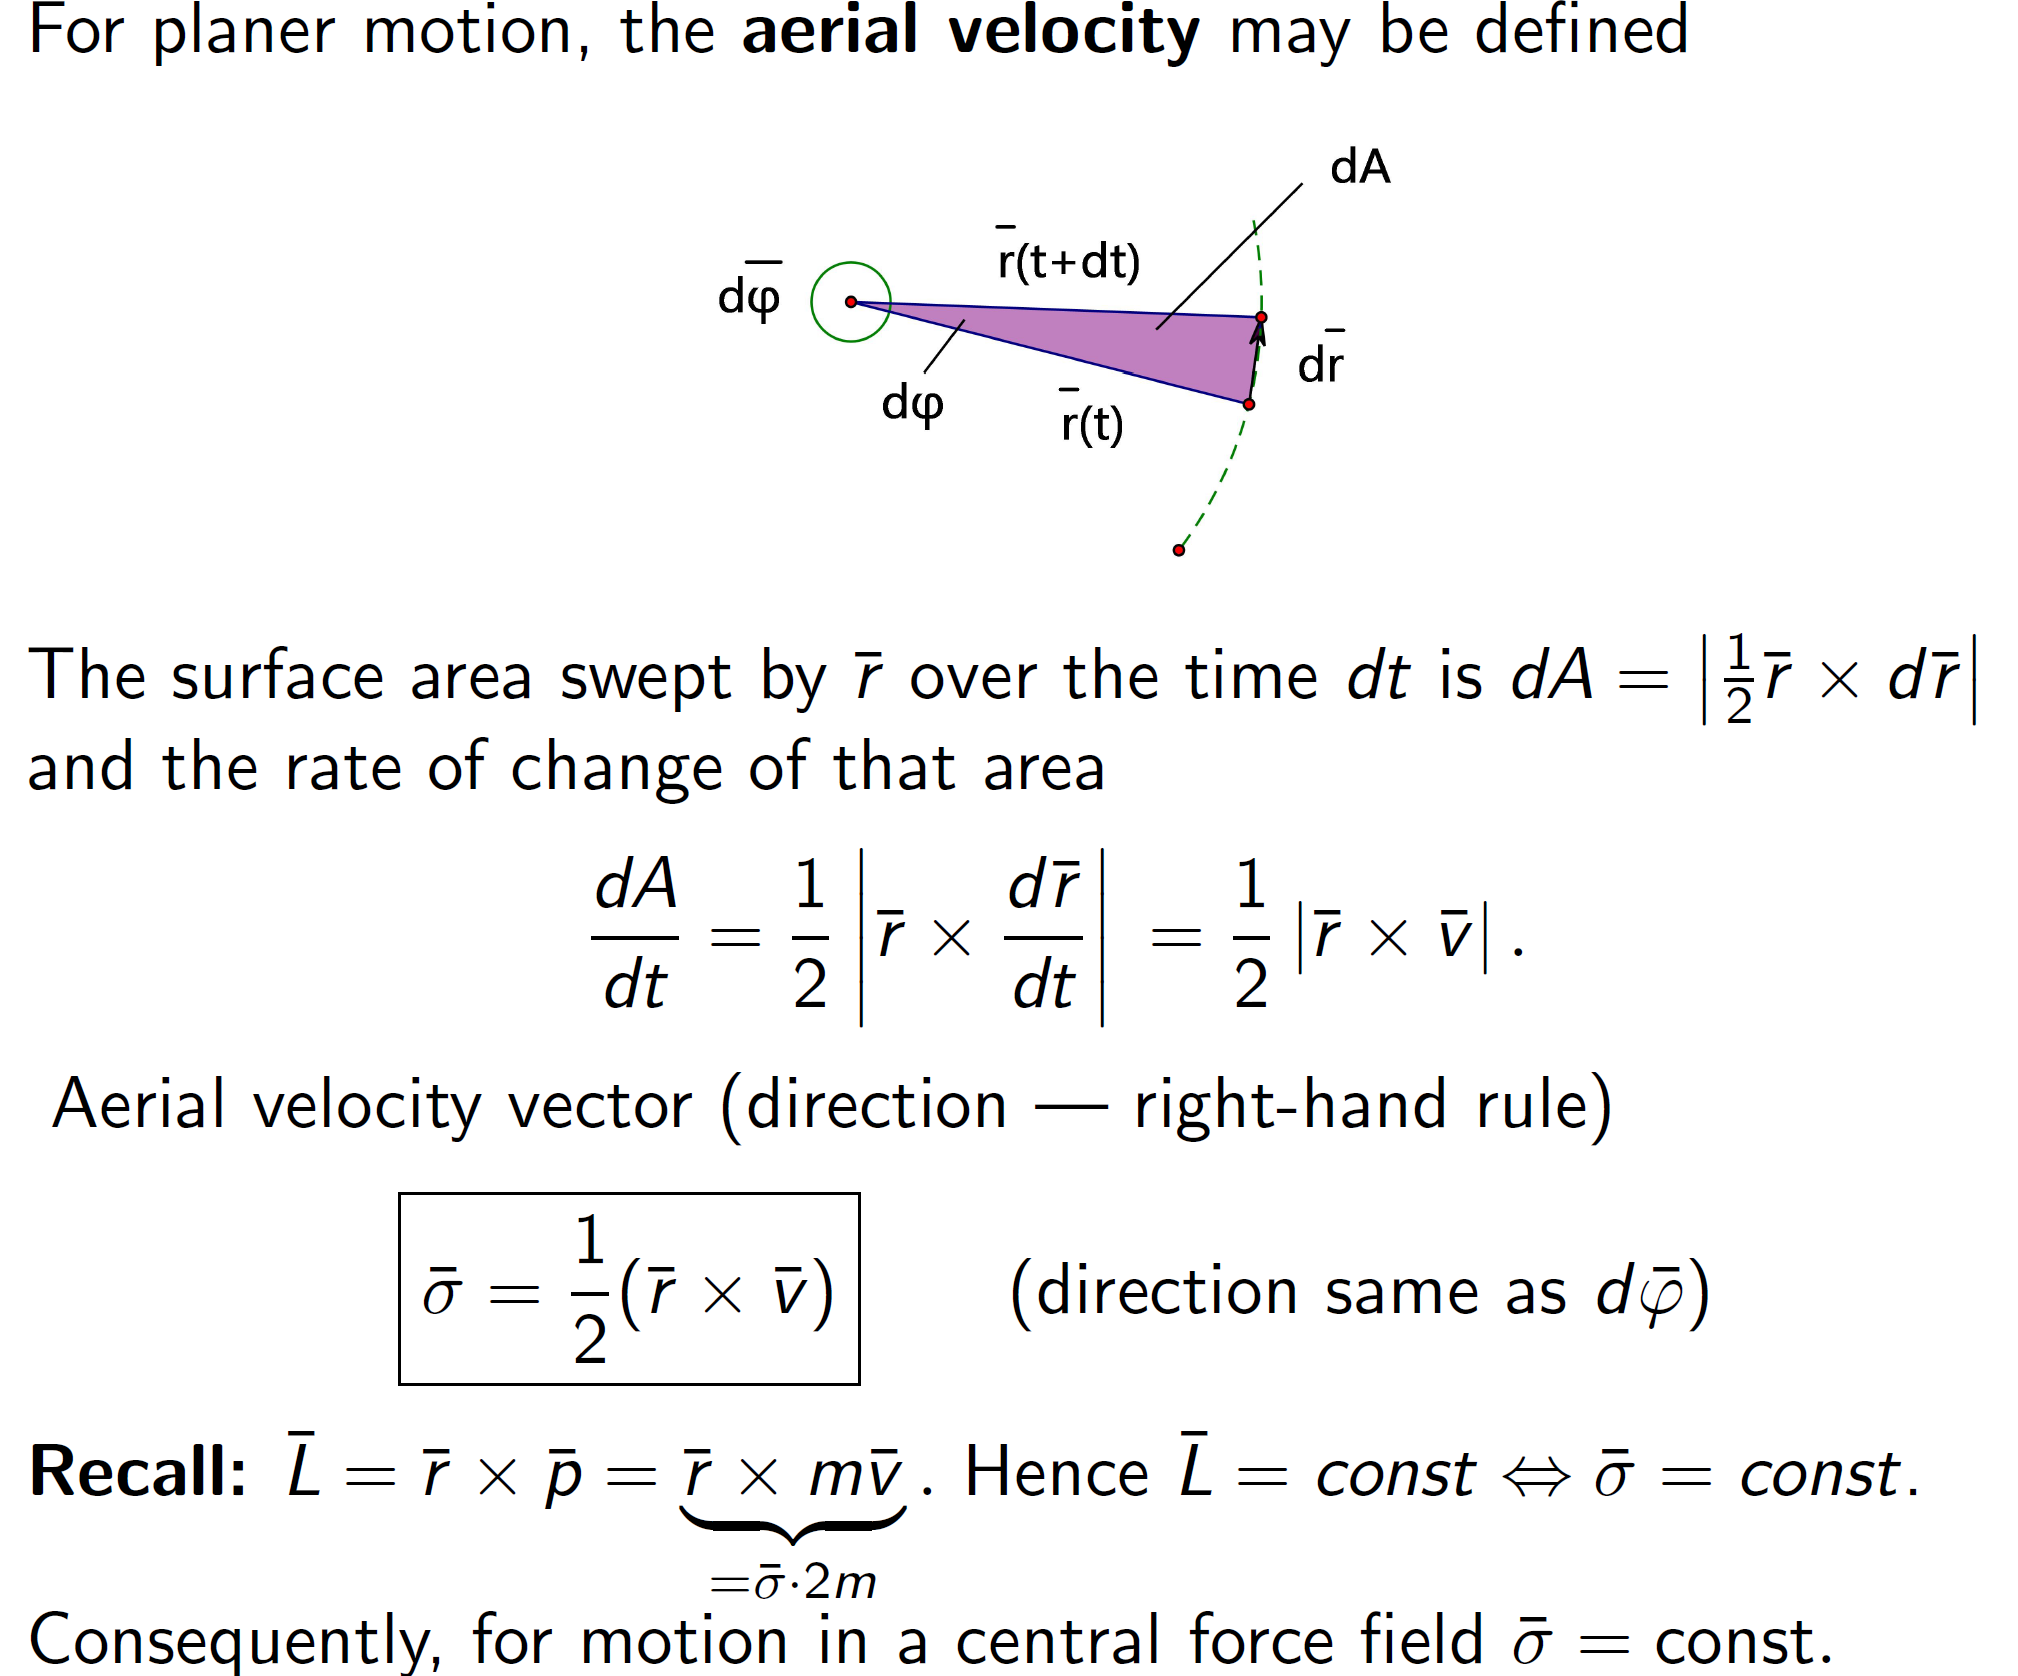 For planer motion, the aerial velocity may be defined
dA
r̄(t+dt)
dφ̄
dr̄
dφ
r̄(t)
The surface area swept by r̄ over the time dt is dA = |½ r̄ × dr̄|
and the rate of change of that area
dA/dt = 1/2 |r̄ × dr̄/dt| = 1/2 |r̄ × v̄| .
Aerial velocity vector (direction — right-hand rule)
σ̄ = 1/2 (r̄ × v̄) (direction same as dφ̄)
Recall: L̄ = r̄ × p̄ = r̄ × mv̄ . Hence L̄ = const ⇔ σ̄ = const.
=σ̄·2m
Consequently, for motion in a central force field σ̄ = const.